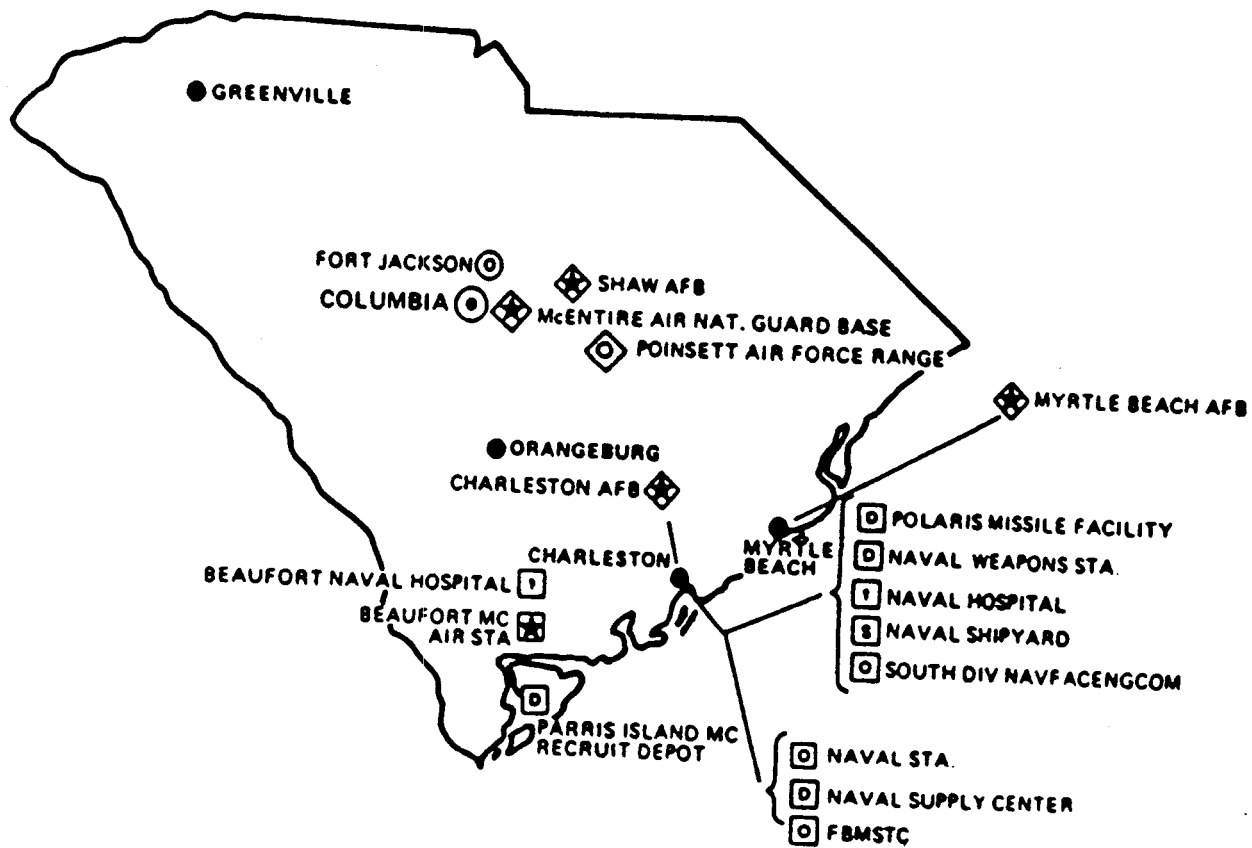 GREENVILLE
FORT JACKSON
SHAW AFB
COLUMBIA
McENTIRE AIR NAT. GUARD BASE
POINSETT AIR FORCE RANGE
MYRTLE BEACH AFB
ORANGEBURG
CHARLESTON AFB
CHARLESTON
MYRTLE
BEACH
BEAUFORT NAVAL HOSPITAL
BEAUFORT MC
AIR STA
D POLARIS MISSILE FACILITY
D NAVAL WEAPONS STA.
NAVAL HOSPITAL
S NAVAL SHIPYARD
O SOUTH DIV NAVFACENGCOM
D
PARRIS ISLAND MC
RECRUIT DEPOT
O NAVAL STA.
D NAVAL SUPPLY CENTER
O FBMSTC